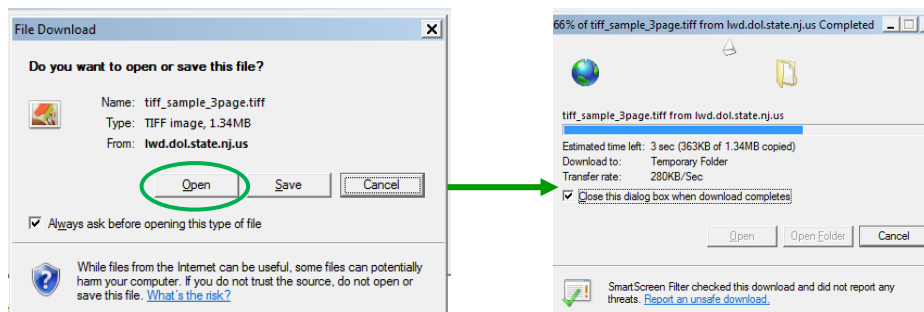 File Download
Do you want to open or save this file?
Name: tiff_sample_3page.tiff
Type: TIFF image, 1.34MB
From: lwd.dol.state.nj.us
Open Save Cancel
Always ask before opening this type of file
While files from the Internet can be useful, some files can potentially
harm your computer. If you do not trust the source, do not open or
save this file. What's the risk?
66% of tiff_sample_3page.tiff from lwd.dol.state.nj.us Completed
tiff_sample_3page.tiff from lwd.dol.state.nj.us
Estimated time left: 3 sec (363KB of 1.34MB copied)
Download to: Temporary Folder
Transfer rate: 280KB/Sec
Close this dialog box when download completes
Open Open Folder Cancel
SmartScreen Filter checked this download and did not report any
threats. Report an unsafe download.